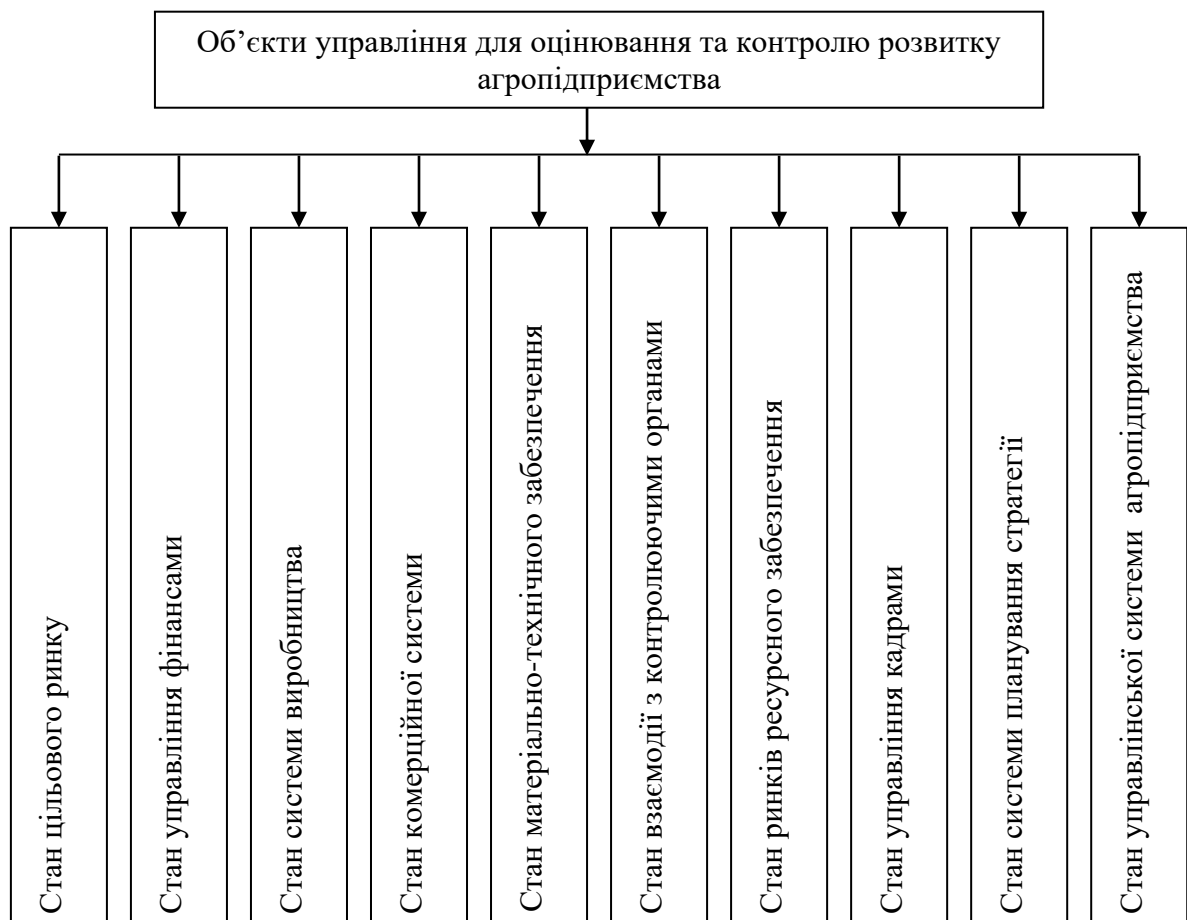 Об’єкти управління для оцінювання та контролю розвитку
агропідприємства
Стан цільового ринку
Стан управління фінансами
Стан системи виробництва
Стан комерційної системи
Стан матеріально-технічного забезпечення
Стан взаємодії з контролюючими органами
Стан ринків ресурсного забезпечення
Стан управління кадрами
Стан системи планування стратегії
Стан управлінської системи агропідприємства